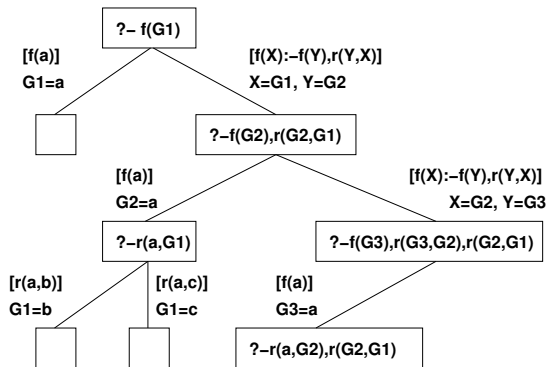 ?– f(G1)
[f(a)]
G1=a
[f(X):–f(Y),r(Y,X)]
X=G1, Y=G2
?–f(G2),r(G2,G1)
[f(a)]
G2=a
[f(X):–f(Y),r(Y,X)]
X=G2, Y=G3
?–r(a,G1)
?–f(G3),r(G3,G2),r(G2,G1)
[r(a,b)]
G1=b
[r(a,c)]
G1=c
[f(a)]
G3=a
?–r(a,G2),r(G2,G1)